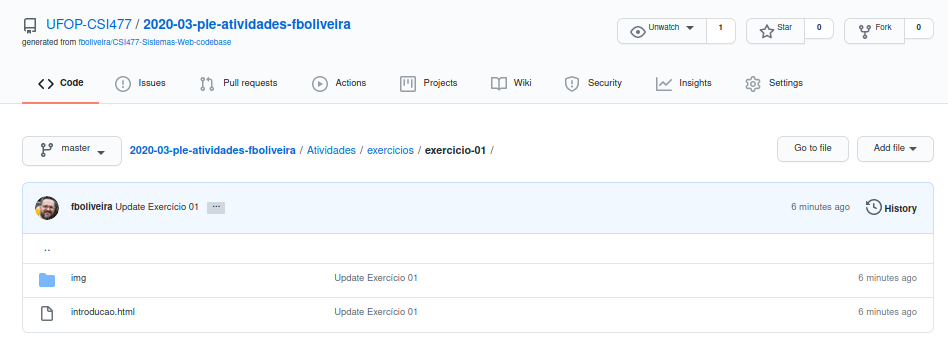 UFOP-CSI477 / 2020-03-ple-atividades-fboliveira
Unwatch 1 Star 0 Fork 0
generated from fboliveira/CSI477-Sistemas-Web-codebase
Code Issues Pull requests Actions Projects Wiki Security Insights Settings
master 2020-03-ple-atividades-fboliveira / Atividades / exercicios / exercicio-01 / Go to file Add file
fboliveira Update Exercício 01 ... 6 minutes ago History
..
img Update Exercício 01 6 minutes ago
introducao.html Update Exercício 01 6 minutes ago